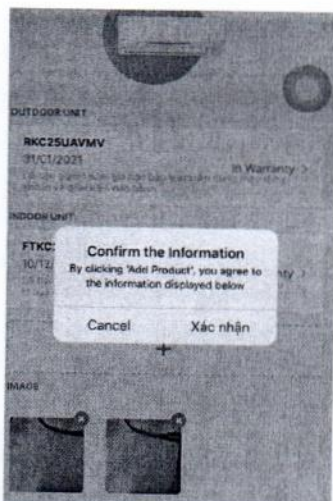 OUTDOOR UNIT
RKC25UAVMV
31/01/2021
In Warranty >
INDOOR UNIT
FTKC
10/12/
nty >
Confirm the Information
By clicking 'Add Product', you agree to
the information displayed below
Cancel Xác nhận
+
IMAGE